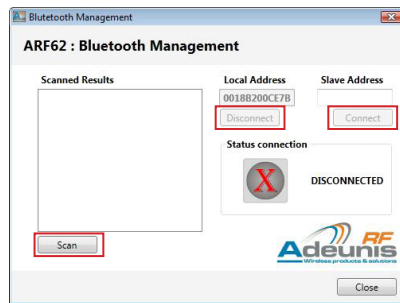 Blutetooth Management
ARF62 : Bluetooth Management
Scanned Results
Local Address
Slave Address
0018B200CE7B
Disconnect
Connect
Status connection
X
DISCONNECTED
Scan
Adeunis RF
Wireless products & solutions
Close